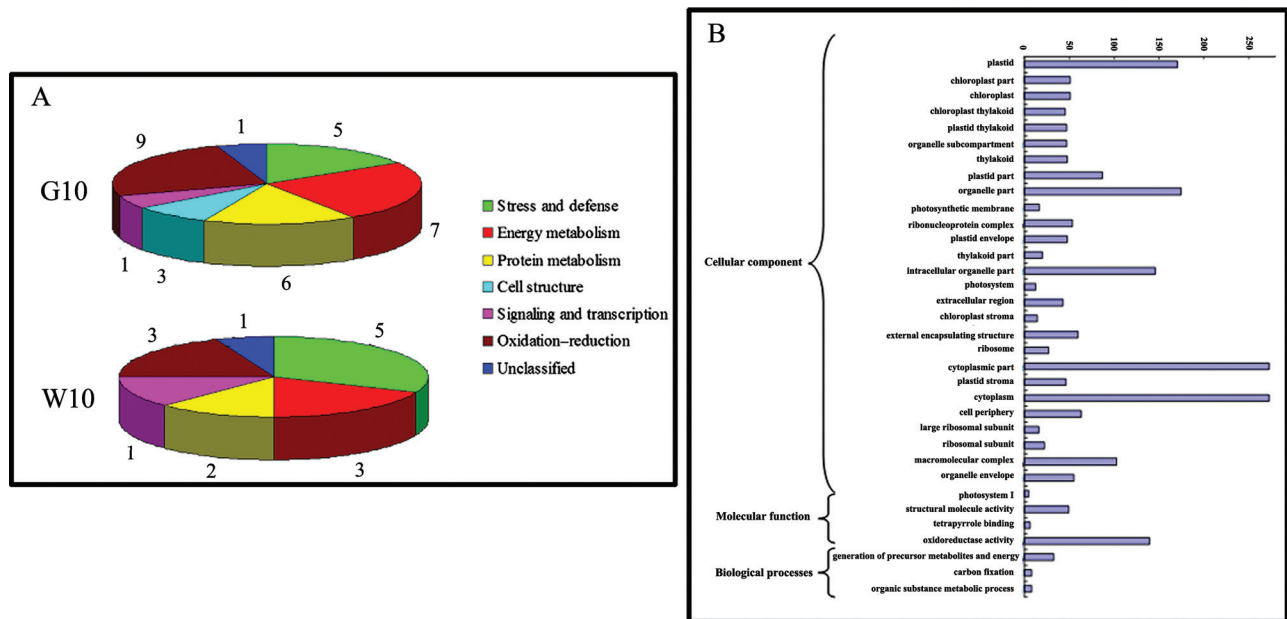 A
9
1
5
G10
7
1
3
6
3
1
5
W10
1
2
3
Stress and defense
Energy metabolism
Protein metabolism
Cell structure
Signaling and transcription
Oxidation–reduction
Unclassified
B
0
50
100
150
200
250
plastid
chloroplast part
chloroplast
chloroplast thylakoid
plastid thylakoid
organelle subcompartment
thylakoid
plastid part
organelle part
photosynthetic membrane
ribonucleoprotein complex
plastid envelope
thylakoid part
intracellular organelle part
photosystem
extracellular region
chloroplast stroma
external encapsulating structure
ribosome
cytoplasmic part
plastid stroma
cytoplasm
cell periphery
large ribosomal subunit
ribosomal subunit
macromolecular complex
organelle envelope
photosystem I
structural molecule activity
tetrapyrrole binding
oxidoreductase activity
generation of precursor metabolites and energy
carbon fixation
organic substance metabolic process
Cellular component
Molecular function
Biological processes